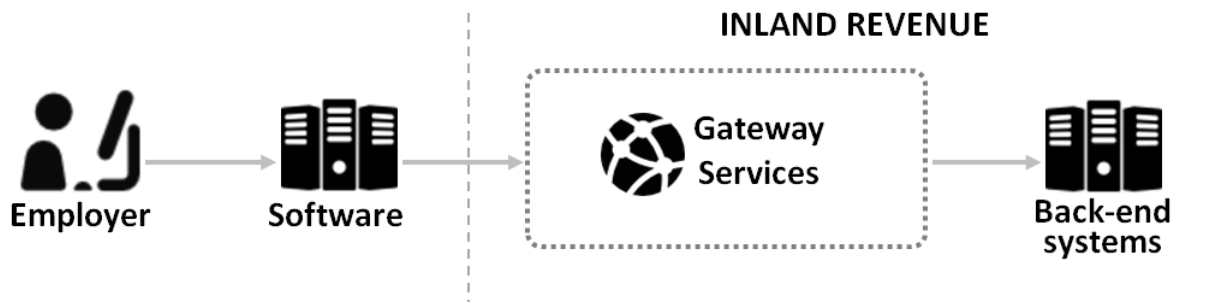 INLAND REVENUE
Gateway
Services
Employer
Software
Back-end
systems